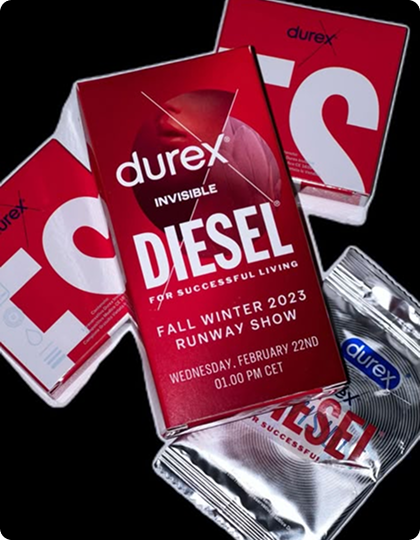 durex
durex
INVISIBLE
DIESEL
FOR SUCCESSFUL LIVING
FALL WINTER 2023
RUNWAY SHOW
WEDNESDAY, FEBRUARY 22ND
01.00 PM CET
durex
durex
DIESEL
FOR SUCCESSFUL